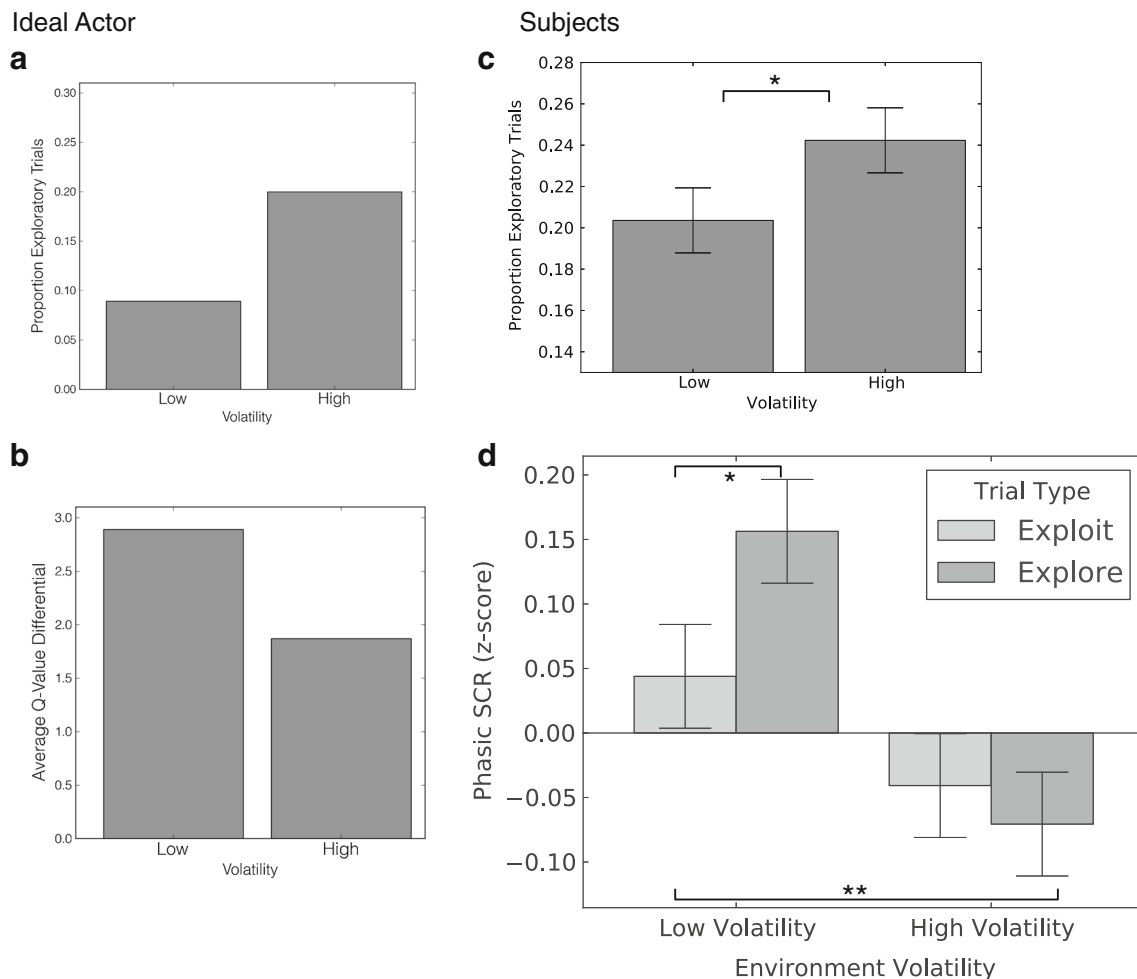 Ideal Actor
Subjects
a
0.30
0.25
0.20
0.15
0.10
0.05
0.00
Proportion Exploratory Trials
Low
High
Volatility
b
3.0
2.5
2.0
1.5
1.0
0.5
0.0
Average Q-Value Differential
Low
High
Volatility
c
0.28
0.26
0.24
0.22
0.20
0.18
0.16
0.14
Proportion Exploratory Trials
*
Low
High
Volatility
d
0.20
0.15
0.10
0.05
0.00
−0.05
−0.10
Phasic SCR (z-score)
*
Trial Type
Exploit
Explore
**
Low Volatility
High Volatility
Environment Volatility